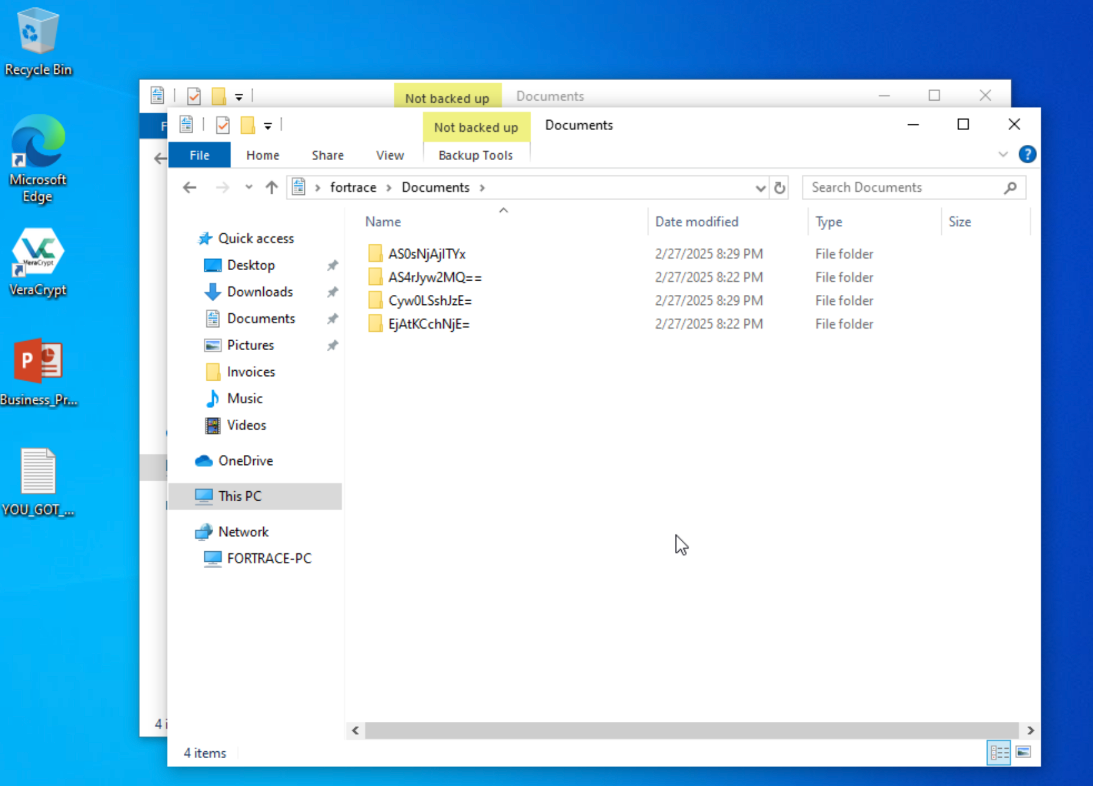 Recycle Bin
Microsoft
Edge
VeraCrypt
VeraCrypt
P
Business_Pr...
YOU_GOT_...
Not backed up
Documents
F
4 i
Not backed up
Documents
File
Home
Share
View
Backup Tools
?
fortrace
Documents
Search Documents
Name
Date modified
Type
Size
Quick access
Desktop
Downloads
Documents
Pictures
Invoices
Music
Videos
OneDrive
This PC
Network
FORTRACE-PC
2/27/2025 8:29 PM
File folder
AS4rJyw2MQ==
2/27/2025 8:22 PM
File folder
Cyw0LSshJzE=
2/27/2025 8:29 PM
File folder
EjAtKCchNjE=
2/27/2025 8:22 PM
File folder
4 items